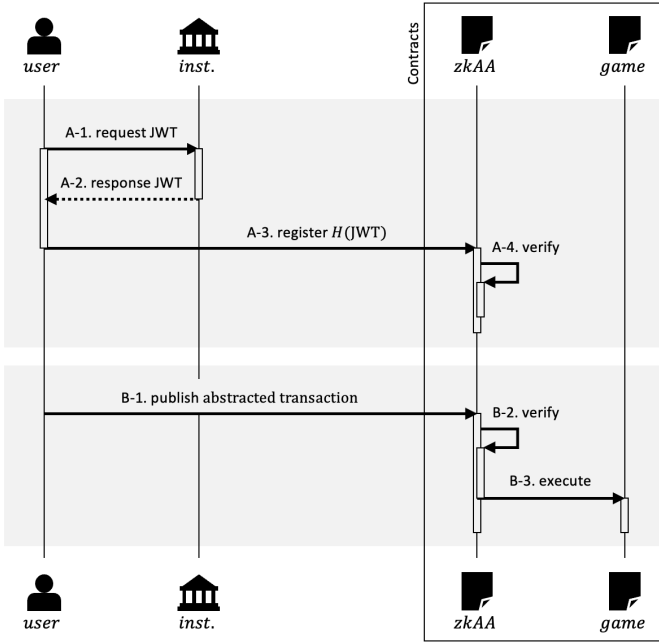 user
inst.
Contracts
zkAA
game
A-1. request JWT
A-2. response JWT
A-3. register H(JWT)
A-4. verify
B-1. publish abstracted transaction
B-2. verify
B-3. execute
user
inst.
zkAA
game